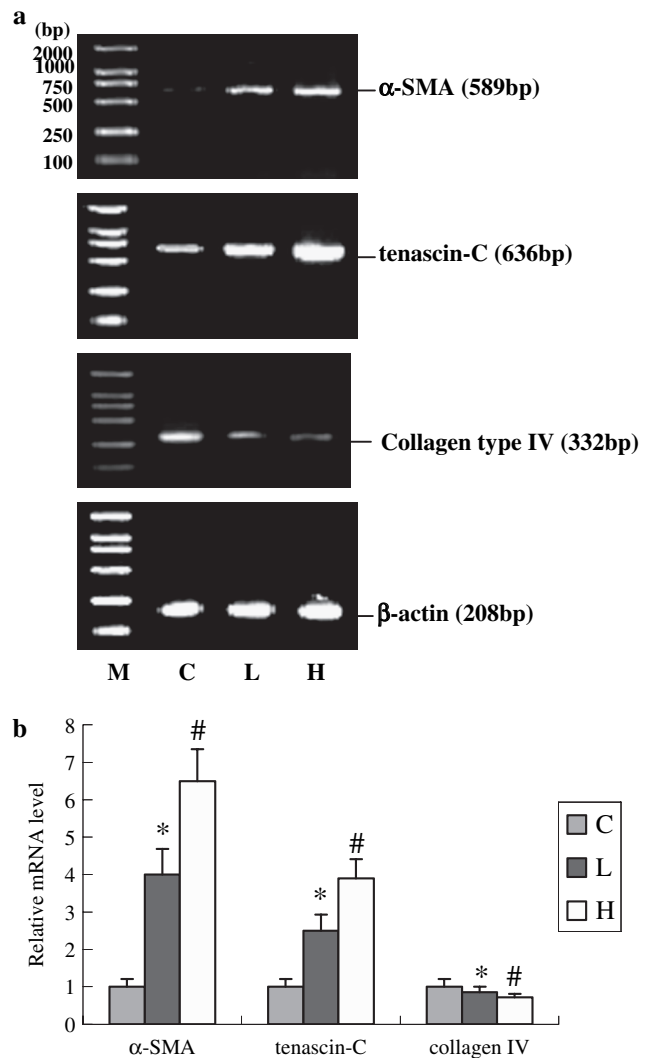 a
(bp)
2000
1000
750
500
250
100
α-SMA (589bp)
tenascin-C (636bp)
Collagen type IV (332bp)
β-actin (208bp)
M C L H
b
Relative mRNA level
8
7
6
5
4
3
2
1
0
* #
* #
* #
α-SMA tenascin-C collagen IV
C
L
H